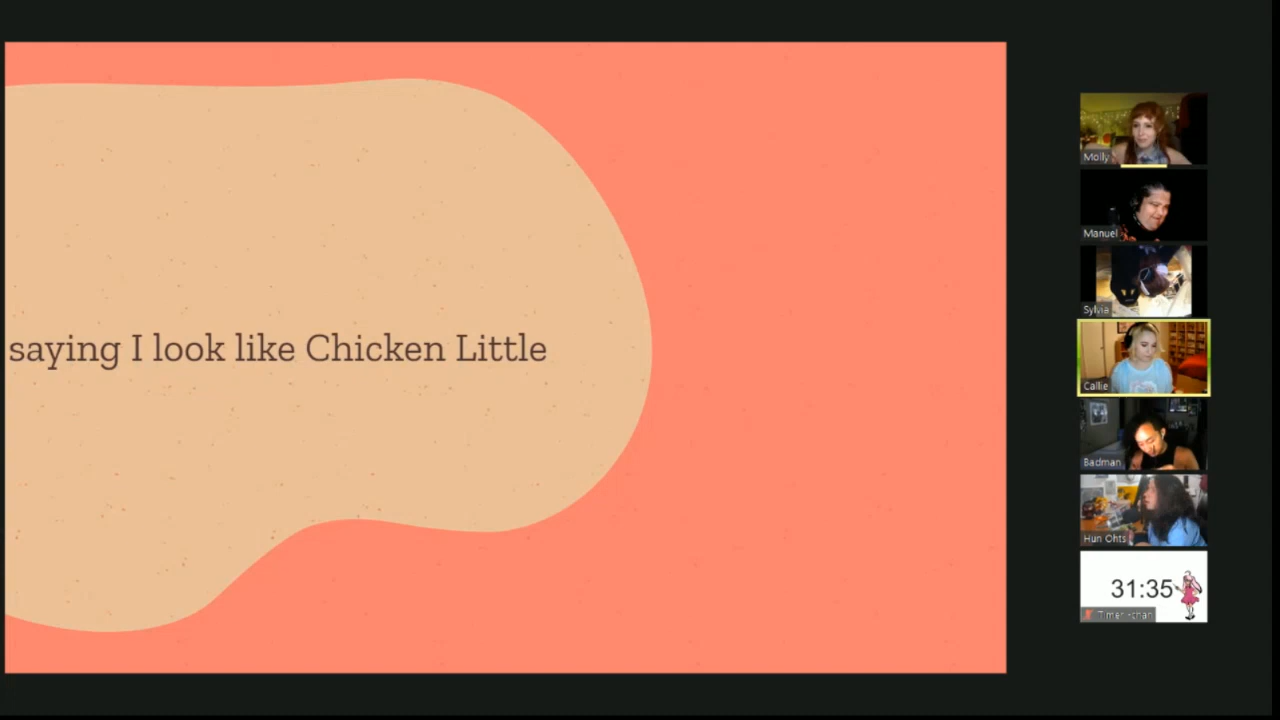 saying I look like Chicken Little
Molly
Manuel
Sylvia
Callie
Badman
Hun Ohts
31:35
Timer -chan